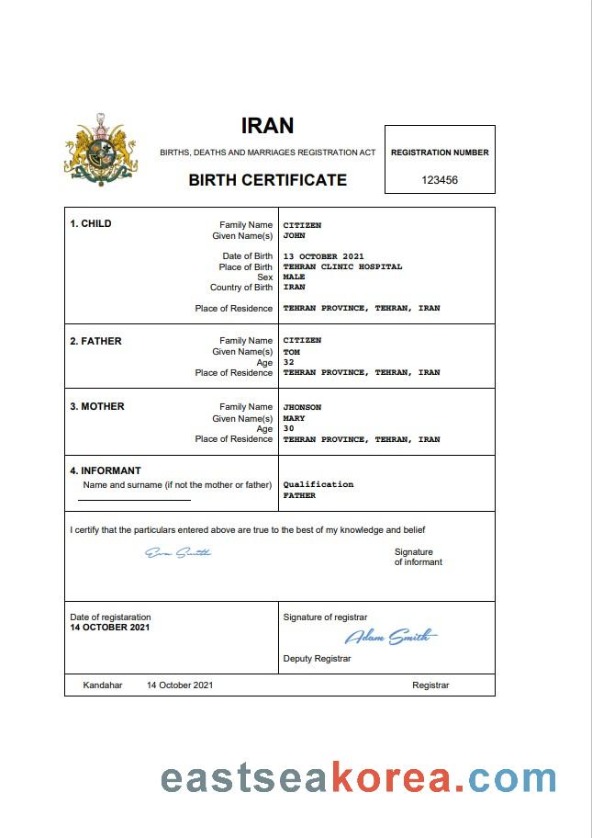 IRAN
BIRTHS, DEATHS AND MARRIAGES REGISTRATION ACT
BIRTH CERTIFICATE
REGISTRATION NUMBER
123456
1. CHILD
Family Name CITIZEN
Given Name(s) JOHN
Date of Birth 13 OCTOBER 2021
Place of Birth TEHRAN CLINIC HOSPITAL
Sex MALE
Country of Birth IRAN
Place of Residence TEHRAN PROVINCE, TEHRAN, IRAN
2. FATHER
Family Name CITIZEN
Given Name(s) TOM
Age 32
Place of Residence TEHRAN PROVINCE, TEHRAN, IRAN
3. MOTHER
Family Name JHONSON
Given Name(s) MARY
Age 30
Place of Residence TEHRAN PROVINCE, TEHRAN, IRAN
4. INFORMANT
Name and surname (if not the mother or father) Qualification
FATHER
I certify that the particulars entered above are true to the best of my knowledge and belief
Smith
Signature
of informant
Date of registaration
14 OCTOBER 2021
Signature of registrar
Adam Smith
Deputy Registrar
Kandahar 14 October 2021 Registrar
eastseakorea.com